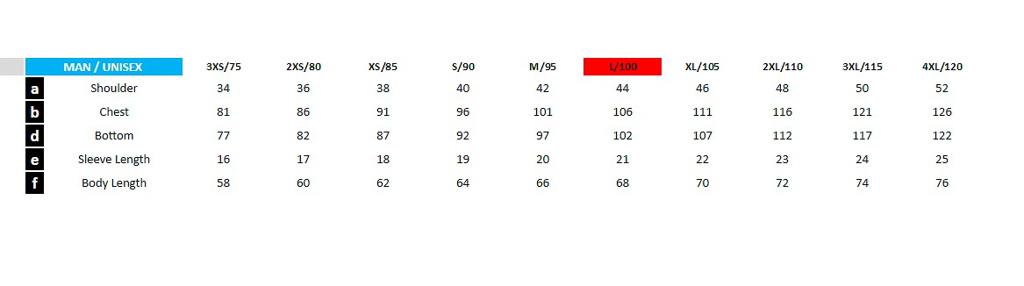 MAN / UNISEX 3XS/75 2XS/80 XS/85 S/90 M/95 L/100 XL/105 2XL/110 3XL/115 4XL/120
a Shoulder 34 36 38 40 42 44 46 48 50 52
b Chest 81 86 91 96 101 106 111 116 121 126
d Bottom 77 82 87 92 97 102 107 112 117 122
e Sleeve Length 16 17 18 19 20 21 22 23 24 25
f Body Length 58 60 62 64 66 68 70 72 74 76